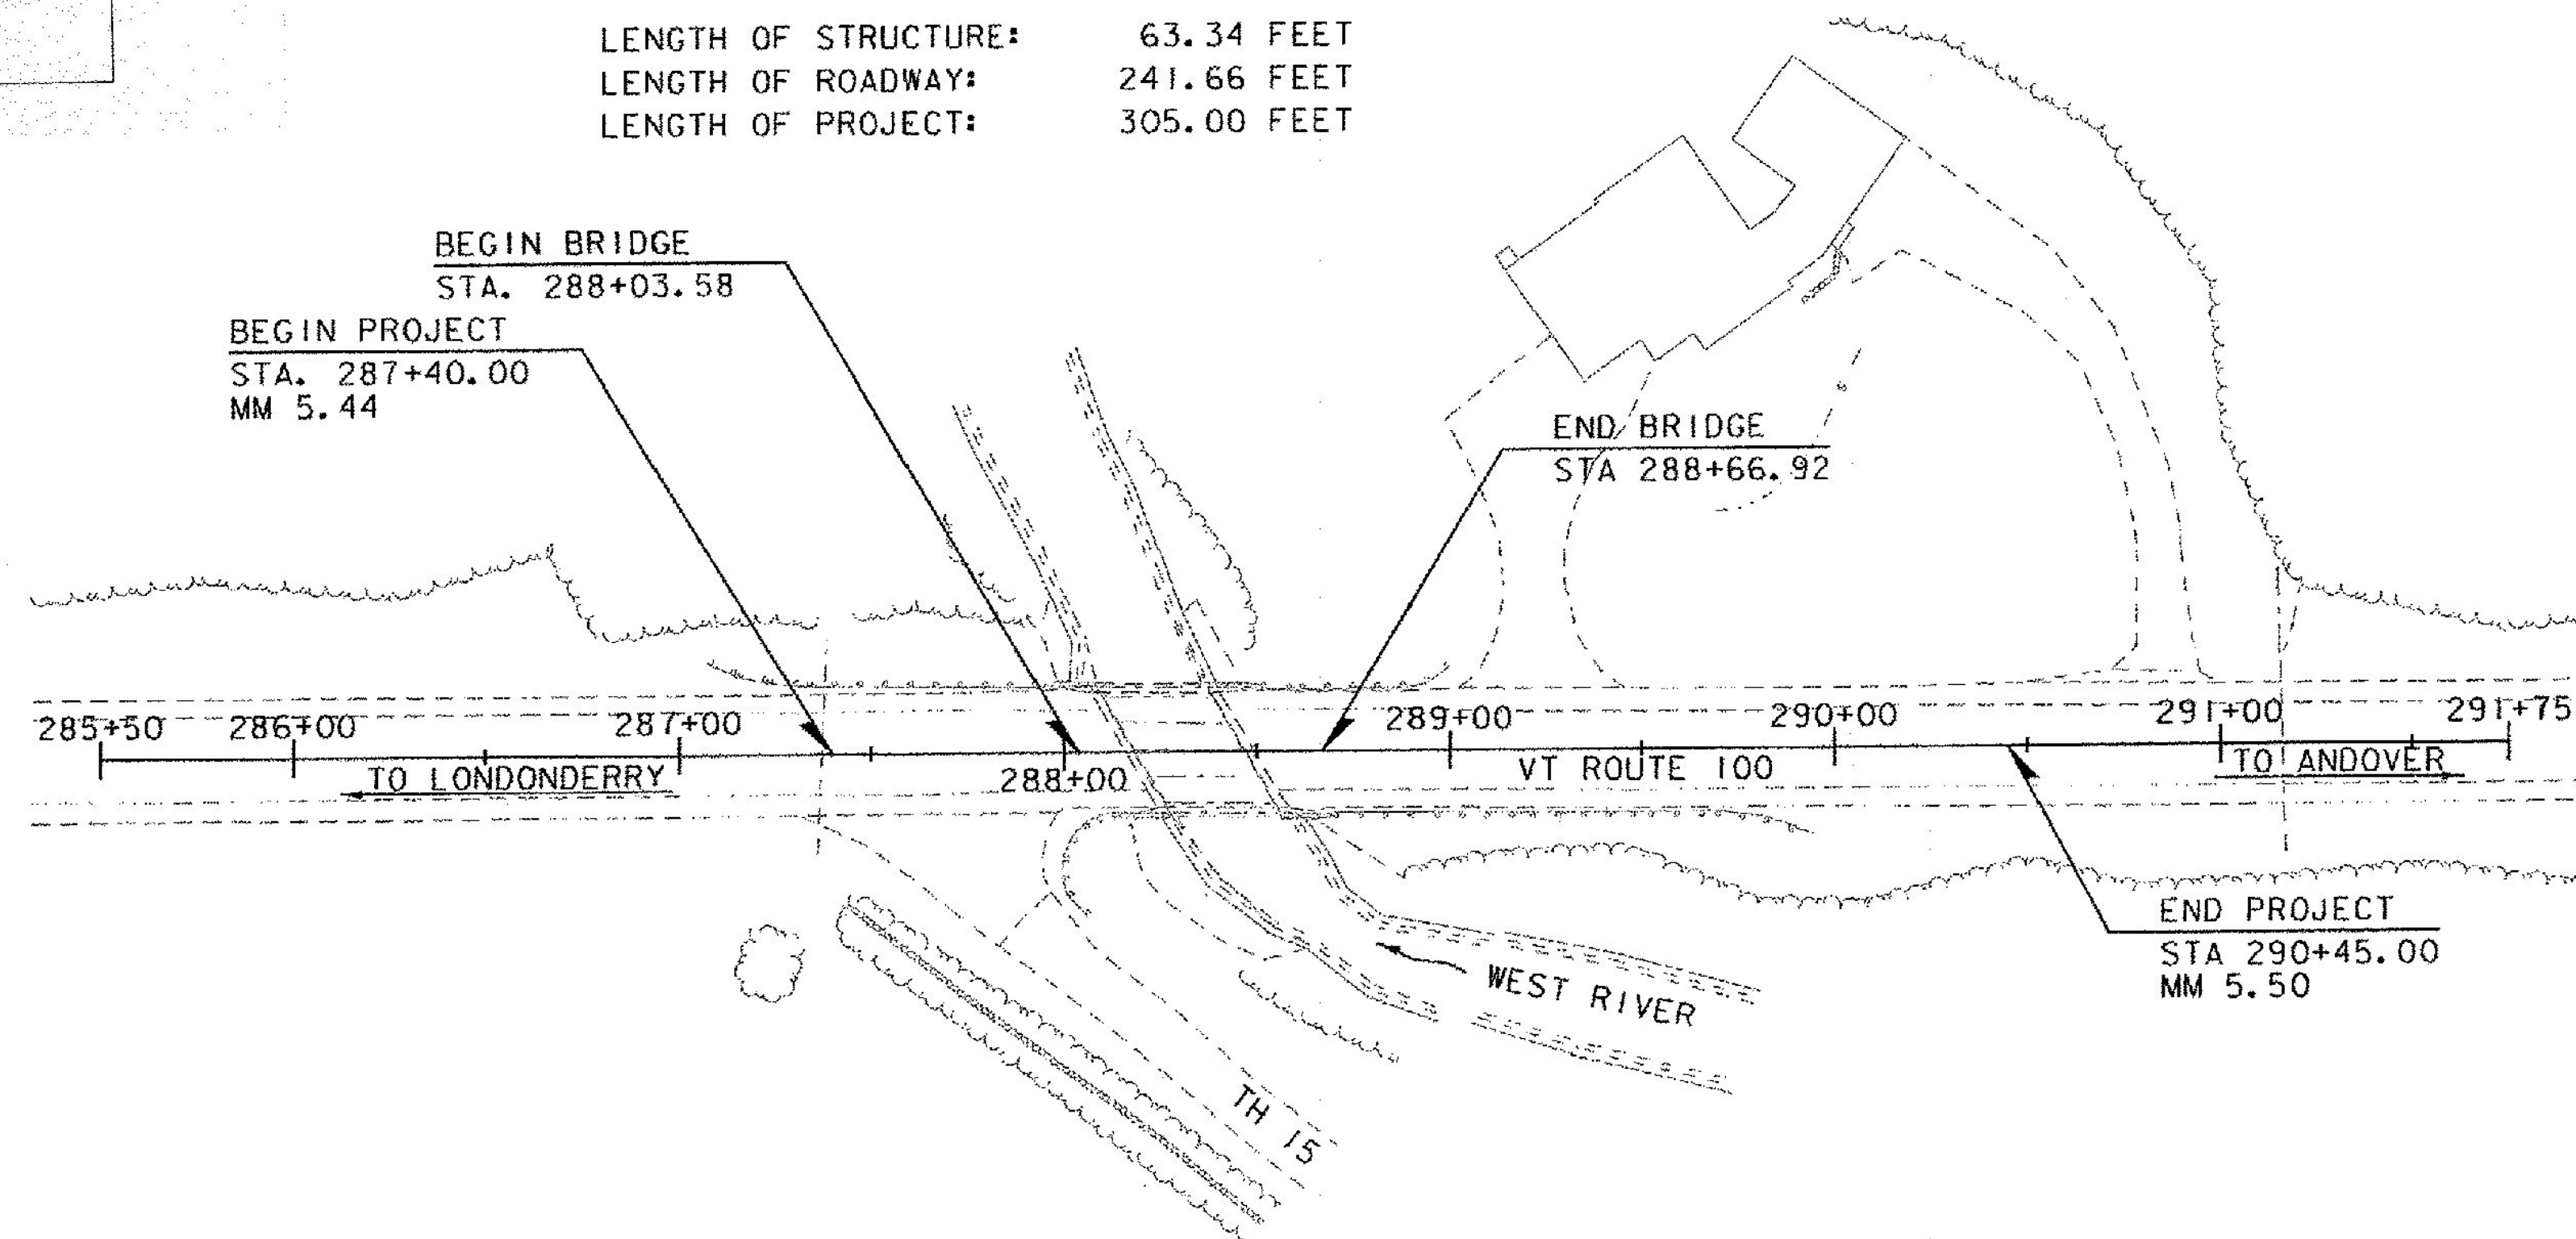 LENGTH OF STRUCTURE: 63.34 FEET
LENGTH OF ROADWAY: 241.66 FEET
LENGTH OF PROJECT: 305.00 FEET
BEGIN BRIDGE
STA. 288+03.58
BEGIN PROJECT
STA. 287+40.00
MM 5.44
END BRIDGE
STA 288+66.92
285+50 286+00 287+00 288+00 289+00 290+00 291+00 291+75
TO LONDONDERRY
VT ROUTE 100
TO ANDOVER
END PROJECT
STA 290+45.00
MM 5.50
WEST RIVER
TH 15